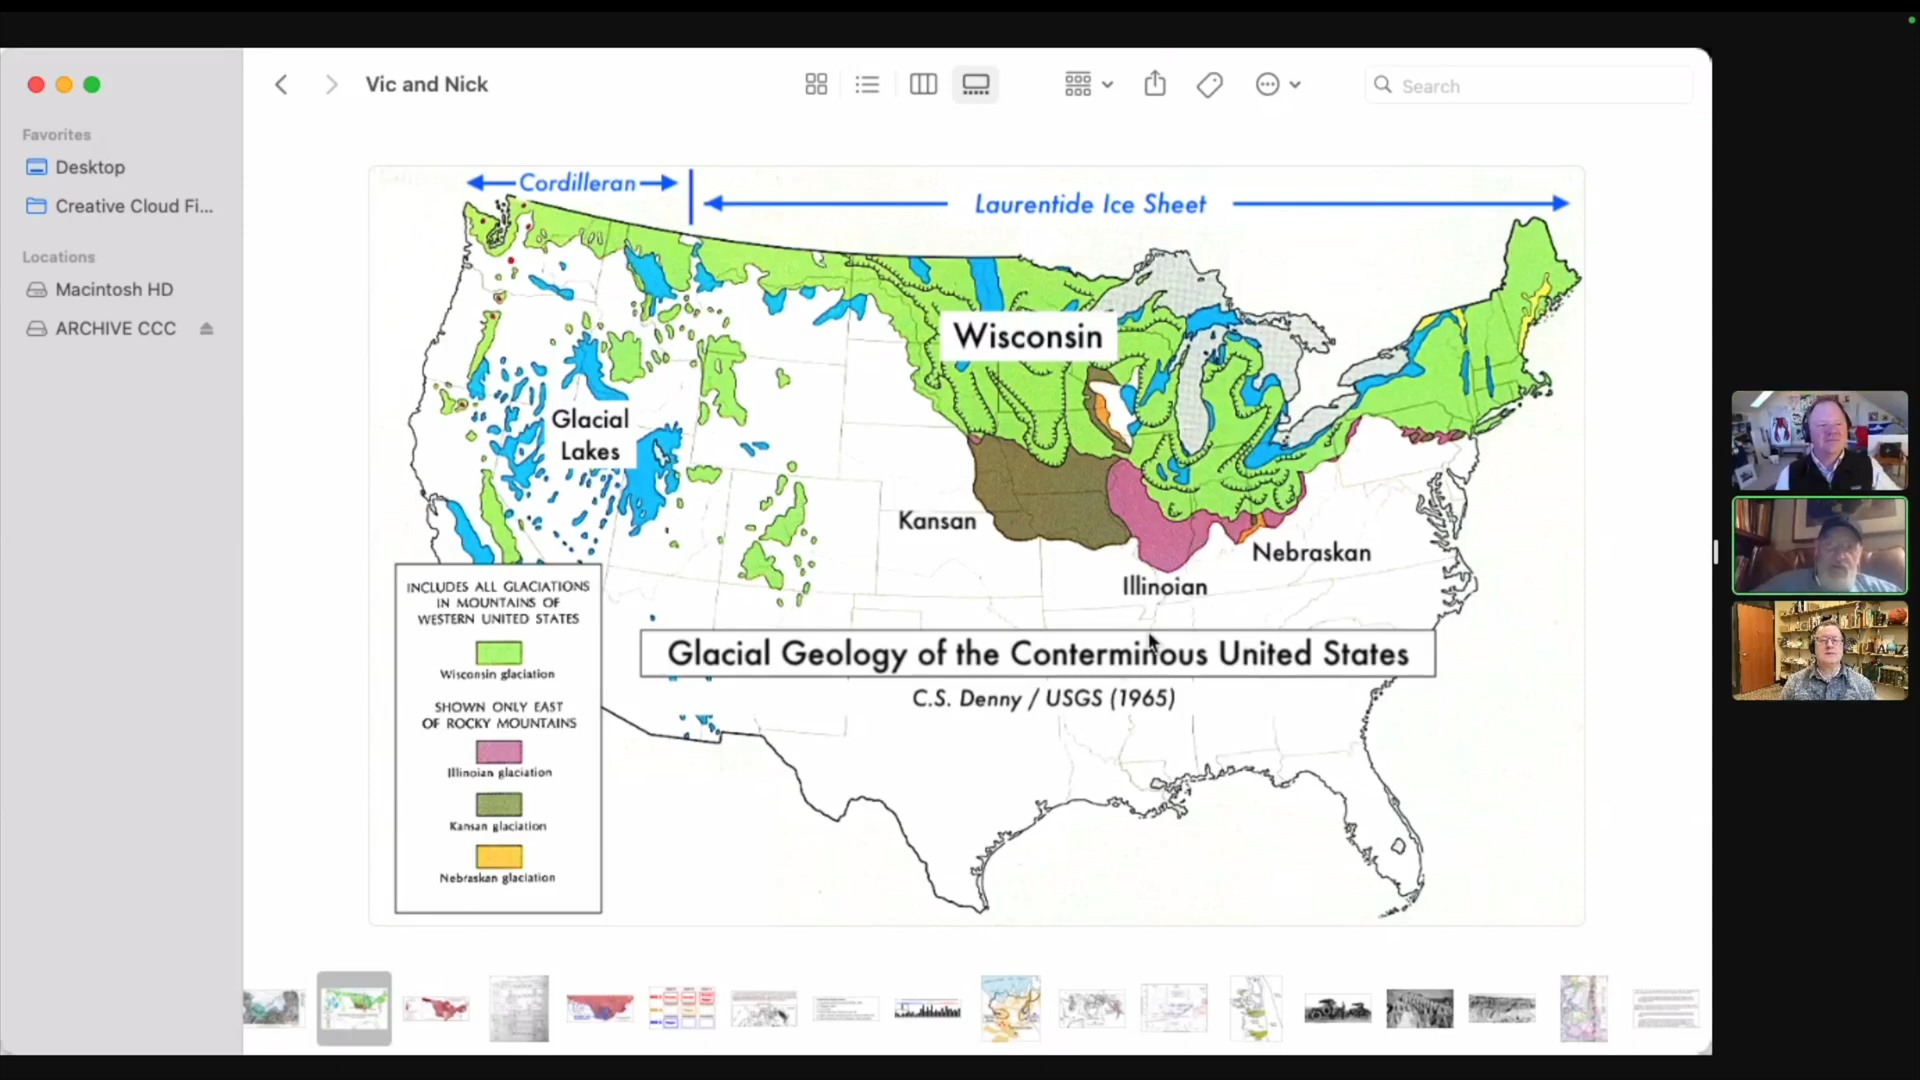 Vic and Nick
Search
Favorites
Desktop
Creative Cloud Fi...
Locations
Macintosh HD
ARCHIVE CCC
Cordilleran
Laurentide Ice Sheet
Wisconsin
Glacial
Lakes
Kansan
Nebraskan
Illinoian
INCLUDES ALL GLACIATIONS
IN MOUNTAINS OF
WESTERN UNITED STATES
Wisconsin glaciation
SHOWN ONLY EAST
OF ROCKY MOUNTAINS
Illinoian glaciation
Kansan glaciation
Nebraskan glaciation
Glacial Geology of the Conterminous United States
C.S. Denny / USGS (1965)